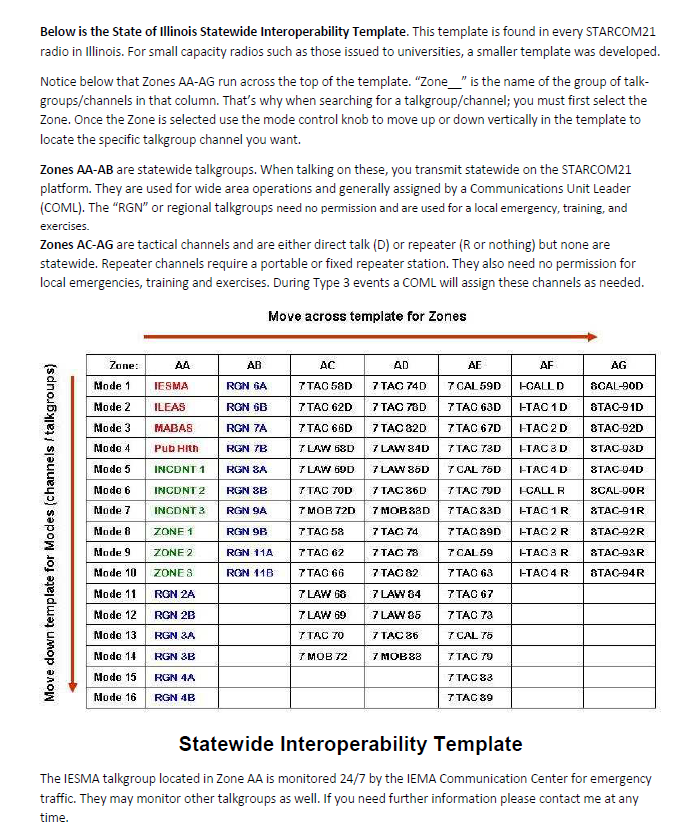 Below is the State of Illinois Statewide Interoperability Template. This template is found in every STARCOM21
radio in Illinois. For small capacity radios such as those issued to universities, a smaller template was developed.
Notice below that Zones AA-AG run across the top of the template. “Zone__” is the name of the group of talk-
groups/channels in that column. That’s why when searching for a talkgroup/channel; you must first select the
Zone. Once the Zone is selected use the mode control knob to move up or down vertically in the template to
locate the specific talkgroup channel you want.
Zones AA-AB are statewide talkgroups. When talking on these, you transmit statewide on the STARCOM21
platform. They are used for wide area operations and generally assigned by a Communications Unit Leader
(COML). The “RGN” or regional talkgroups need no permission and are used for a local emergency, training, and
exercises.
Zones AC-AG are tactical channels and are either direct talk (D) or repeater (R or nothing) but none are
statewide. Repeater channels require a portable or fixed repeater station. They also need no permission for
local emergencies, training and exercises. During Type 3 events a COML will assign these channels as needed.
Move across template for Zones
Move down template for Modes (channels / talkgroups)
Zone: AA AB AC AD AE AF AG
Mode 1 IESMA RGN 6A 7TAC 58D 7TAC 74D 7CAL 59D I-CALL D 8CAL-90D
Mode 2 ILEAS RGN 6B 7TAC 62D 7TAC 78D 7TAC 63D I-TAC 1 D 8TAC-91D
Mode 3 MABAS RGN 7A 7TAC 66D 7TAC 82D 7TAC 67D I-TAC 2 D 8TAC-92D
Mode 4 Pub Hlth RGN 7B 7LAW 68D 7LAW 84D 7TAC 73D I-TAC 3 D 8TAC-93D
Mode 5 INCDNT 1 RGN 8A 7LAW 69D 7LAW 85D 7CAL 75D I-TAC 4 D 8TAC-94D
Mode 6 INCDNT 2 RGN 8B 7TAC 70D 7TAC 86D 7TAC 79D I-CALL R 8CAL-90R
Mode 7 INCDNT 3 RGN 9A 7MOB 72D 7MOB 88D 7TAC 83D I-TAC 1 R 8TAC-91R
Mode 8 ZONE 1 RGN 9B 7TAC 58 7TAC 74 7TAC 89D I-TAC 2 R 8TAC-92R
Mode 9 ZONE 2 RGN 11A 7TAC 62 7TAC 78 7CAL 59 I-TAC 3 R 8TAC-93R
Mode 10 ZONE 3 RGN 11B 7TAC 66 7TAC 82 7TAC 63 I-TAC 4 R 8TAC-94R
Mode 11 RGN 2A 7LAW 68 7LAW 84 7TAC 67
Mode 12 RGN 2B 7LAW 69 7LAW 85 7TAC 73
Mode 13 RGN 3A 7TAC 70 7TAC 86 7CAL 75
Mode 14 RGN 3B 7MOB 72 7MOB 88 7TAC 79
Mode 15 RGN 4A 7TAC 83
Mode 16 RGN 4B 7TAC 89
Statewide Interoperability Template
The IESMA talkgroup located in Zone AA is monitored 24/7 by the IEMA Communication Center for emergency
traffic. They may monitor other talkgroups as well. If you need further information please contact me at any
time.